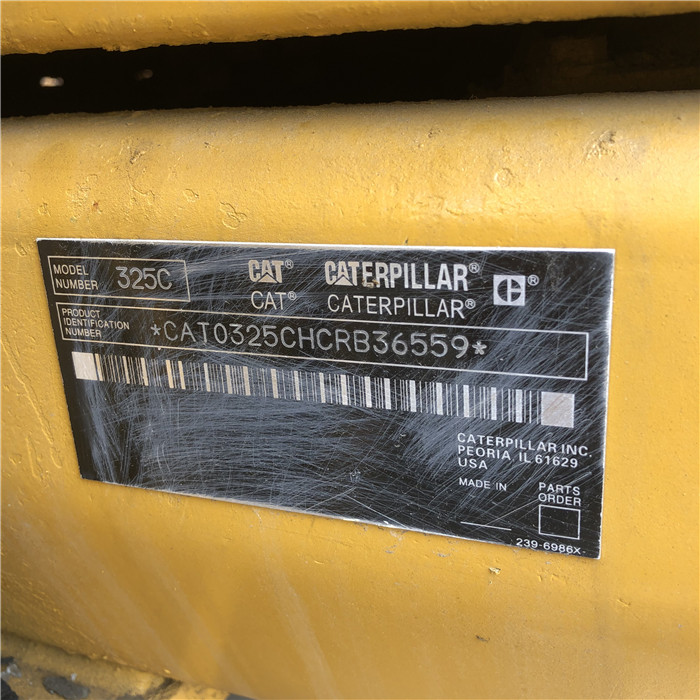 MODEL NUMBER 325C
CAT® CATERPILLAR® C®
CAT® CATERPILLAR®
PRODUCT IDENTIFICATION NUMBER
*CAT0325CHCRB36559*
CATERPILLAR INC.
PEORIA IL 61629
USA
MADE IN
PARTS ORDER
239-6986X